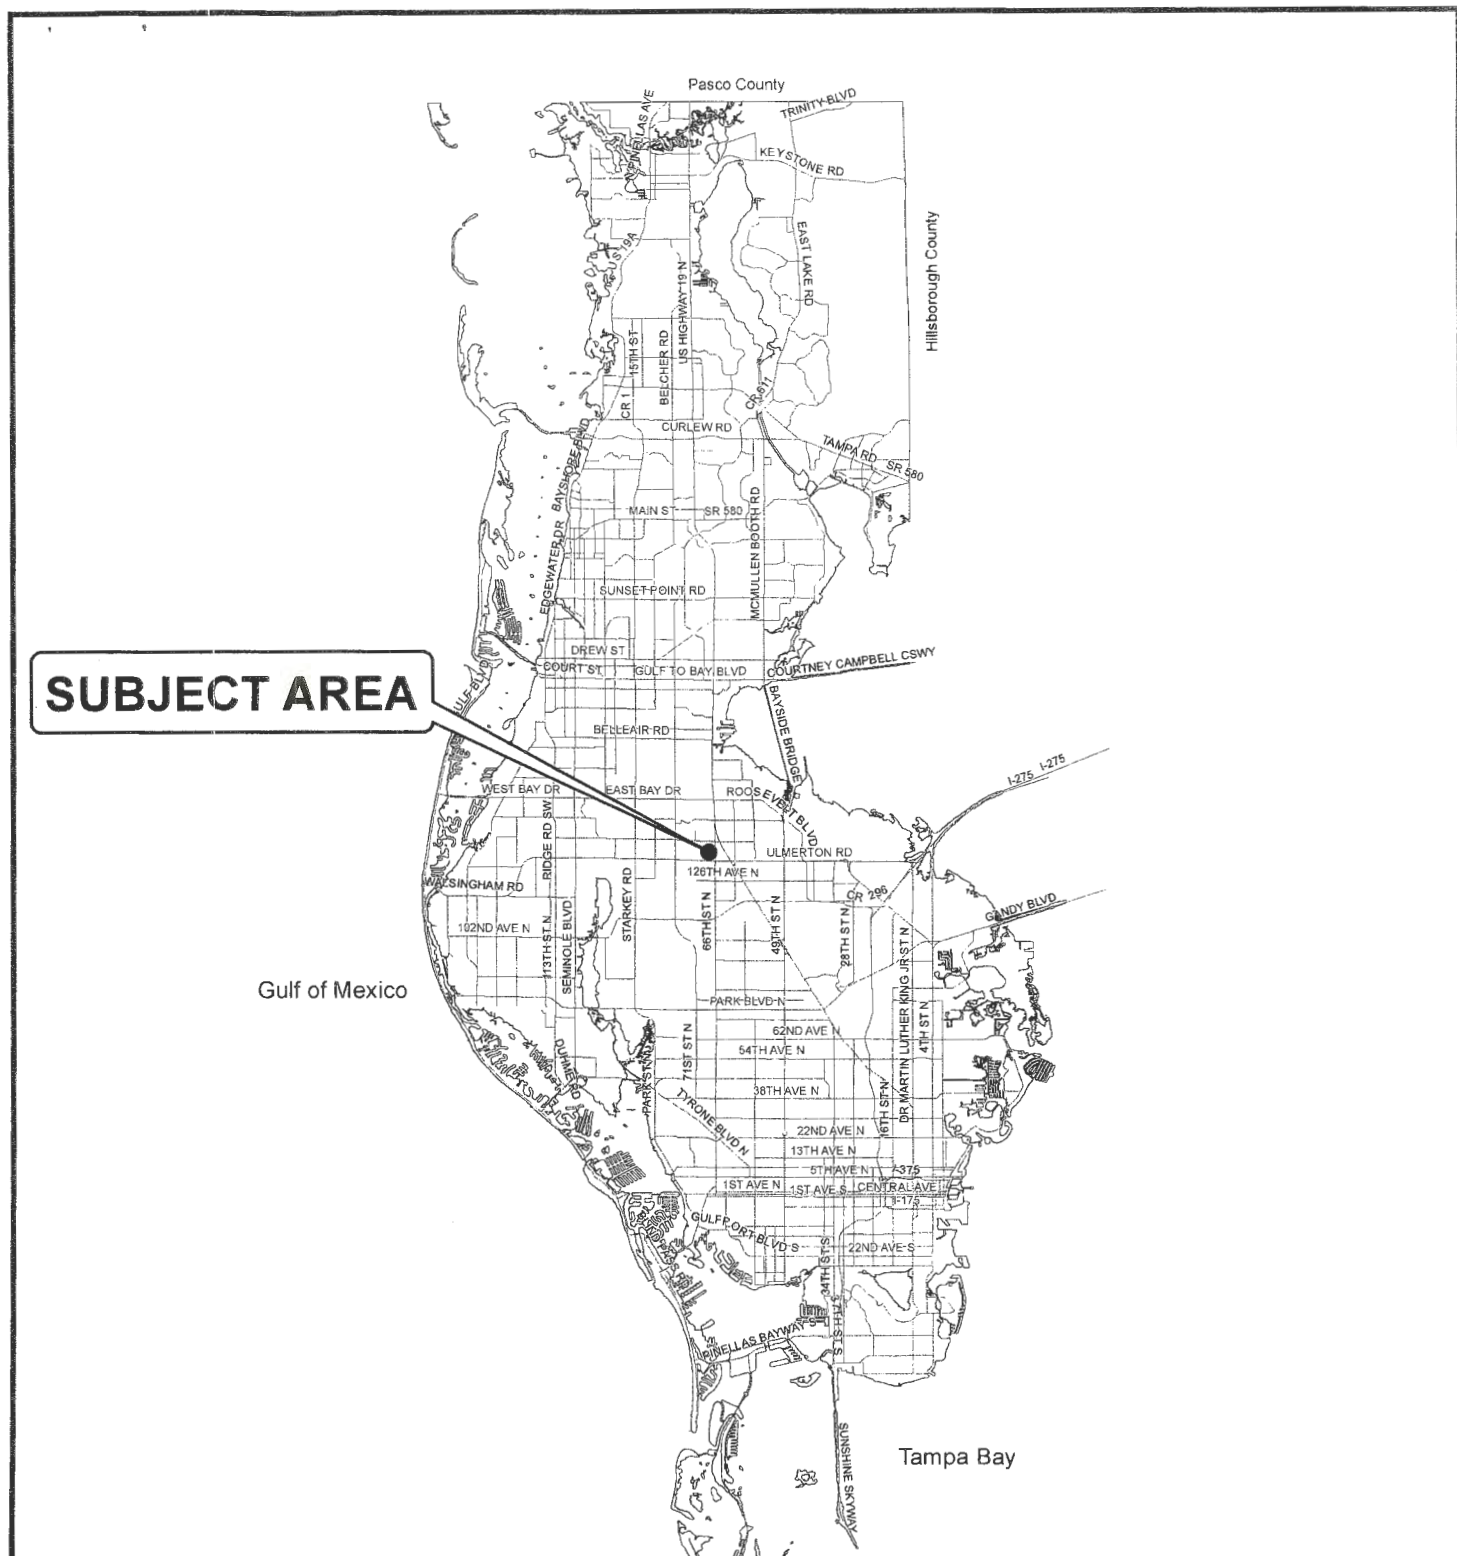 Pasco County
TRINITY BLVD
PINELLAS AVE
KEYSTONE RD
Hillsborough County
EAST LAKE RD
US 19A
US HIGHWAY 19 N
15TH ST
BELCHER RD
CR 1
CR 611
CURLEW RD
TAMPA RD
SR 580
BAYSHORE BLVD
MAIN ST
SR 580
MCMULLEN BOOTH RD
EDGEWATER DR
SUNSET POINT RD
DREW ST
COURT ST
GULF TO BAY BLVD
COURTNEY CAMPBELL CSWY
SUBJECT AREA
BAYSIDE BRIDGE
BELLEAIR RD
I-275
I-275
WEST BAY DR
EAST BAY DR
ROOSEVELT BLVD
RIDGE RD SW
ULMERTON RD
126TH AVE N
WALSINGHAM RD
STARKEY RD
CR 296
GANDY BLVD
102ND AVE N
113TH ST N
SEMINOLE BLVD
66TH ST N
49TH ST N
28TH ST N
DR MARTIN LUTHER KING JR ST N
Gulf of Mexico
PARK BLVD N
4TH ST N
62ND AVE N
54TH AVE N
71ST ST N
DUHME RD
PARK ST N
38TH AVE N
16TH ST N
TYRONE BLVD N
22ND AVE N
13TH AVE N
5TH AVE N
I-375
1ST AVE N
1ST AVE S
CENTRAL AVE
I-175
GULFPORT BLVD S
22ND AVE S
34TH ST S
37TH ST S
PINELLAS BAYWAY S
SUNSHINE SKYWAY
Tampa Bay